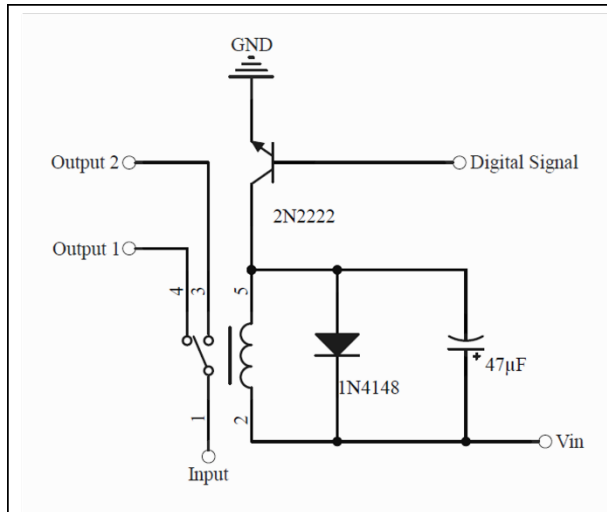 GND
Output 2
Digital Signal
2N2222
Output 1
4
3
5
47µF
1N4148
1
2
Vin
Input